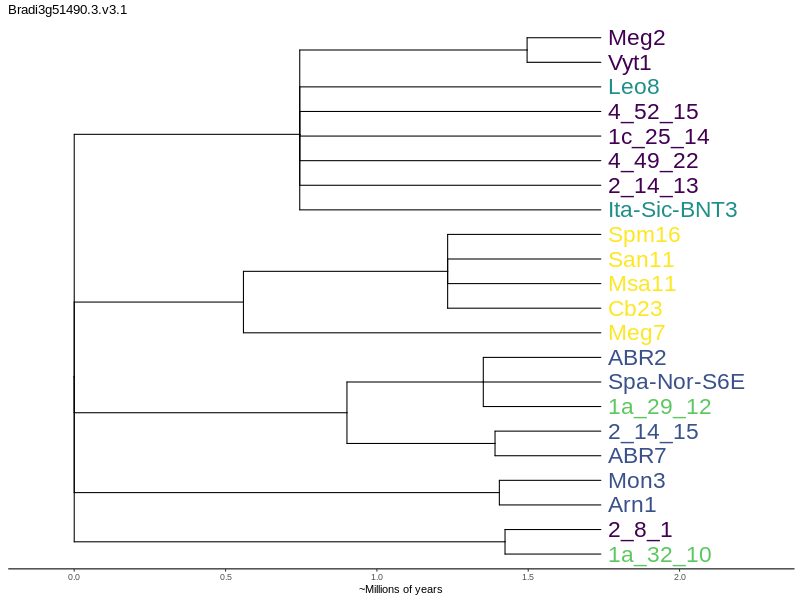 Bradi3g51490.3.v3.1
Meg2
Vyt1
Leo8
4_52_15
1c_25_14
4_49_22
2_14_13
Ita-Sic-BNT3
Spm16
San11
Msa11
Cb23
Meg7
ABR2
Spa-Nor-S6E
1a_29_12
2_14_15
ABR7
Mon3
Arn1
2_8_1
1a_32_10
0.0 0.5 1.0 1.5 2.0
~Millions of years